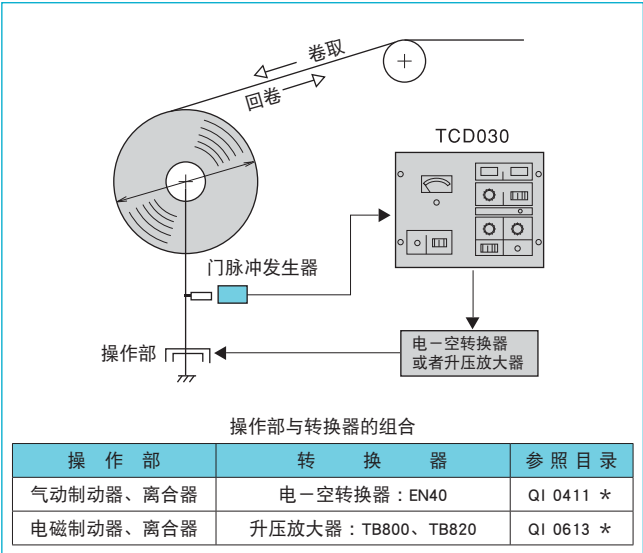 卷取
回卷
TCD030
门脉冲发生器
操作部
电－空转换器
或者升压放大器
操作部与转换器的组合
操作部 转换器 参照目录
气动制动器、离合器 电－空转换器：EN40 QI 0411 *
电磁制动器、离合器 升压放大器：TB800、TB820 QI 0613 *